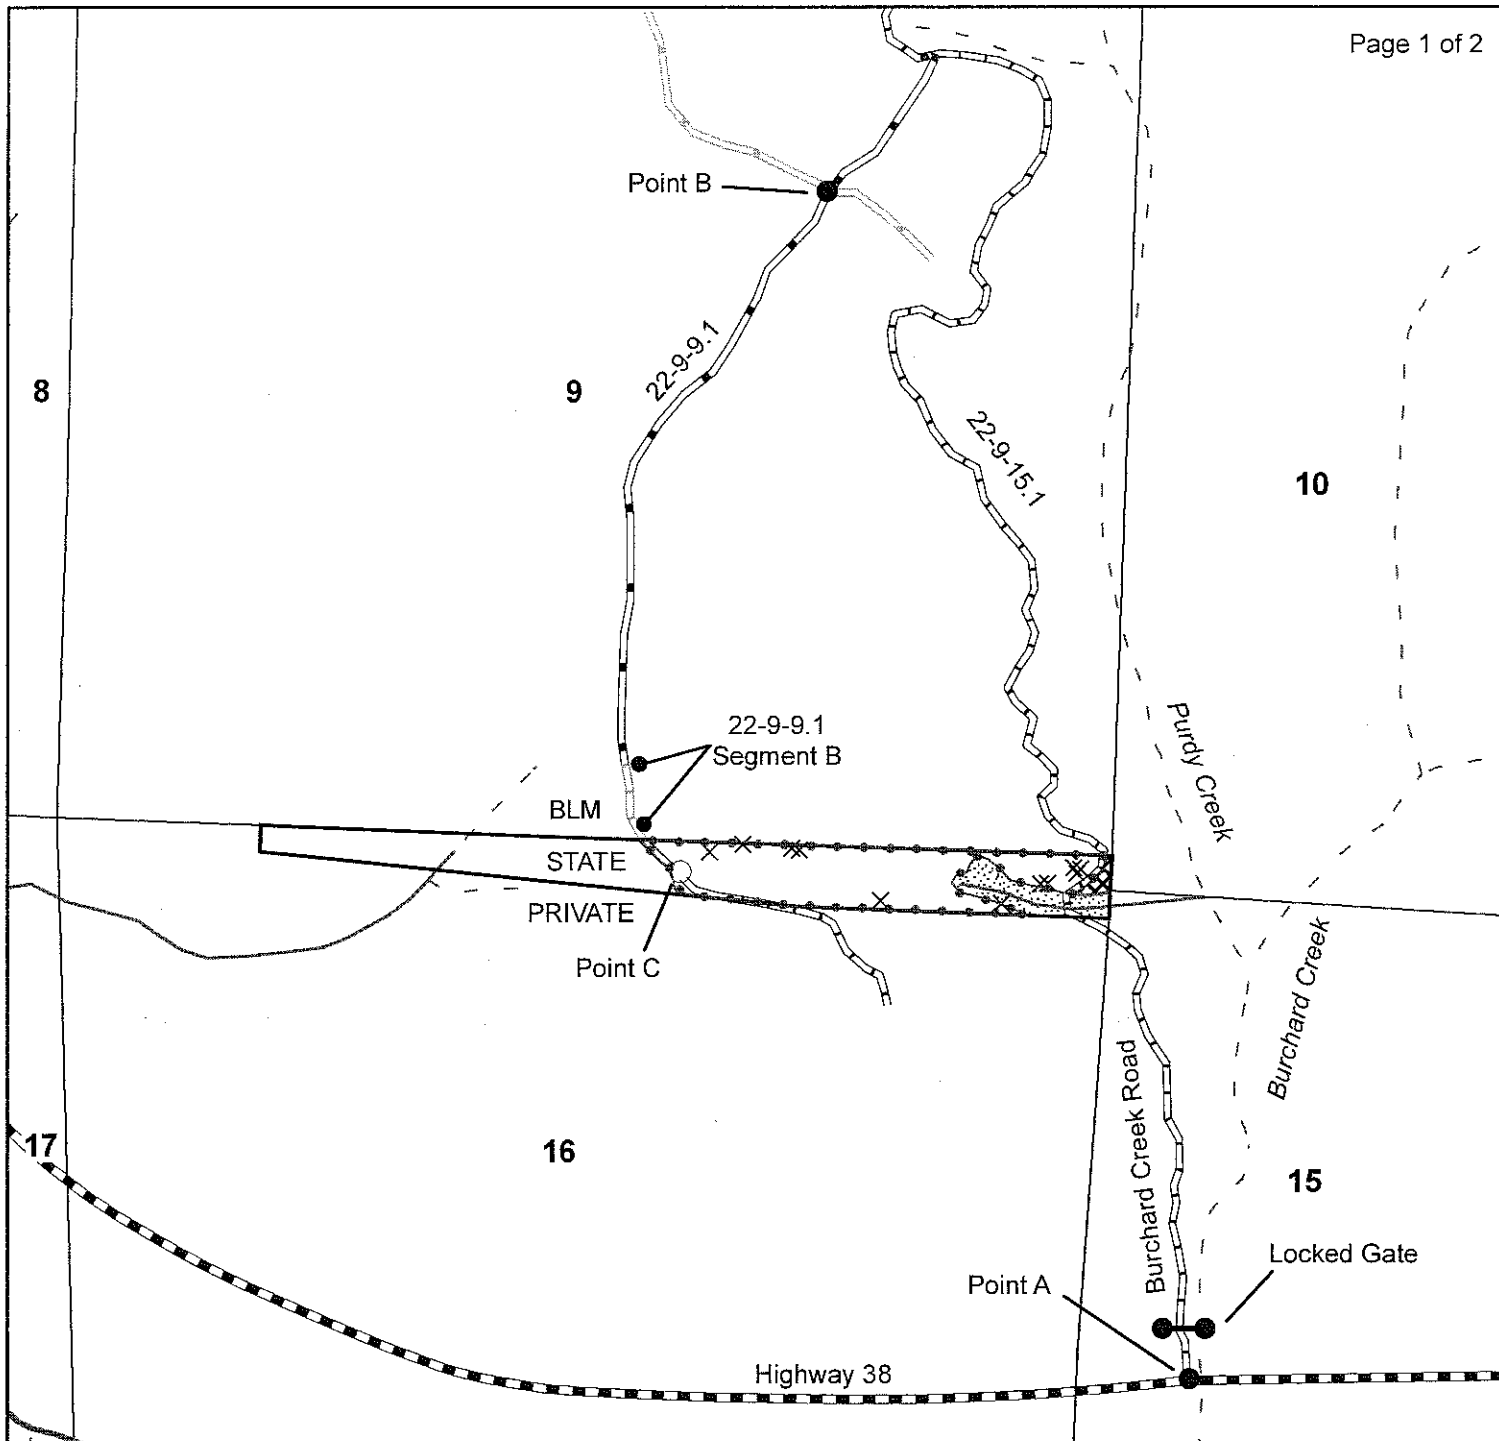 Page 1 of 2
Point B
22-9-9.1
8
9
22-9-15.1
10
22-9-9.1
Segment B
Purdy Creek
BLM
STATE
PRIVATE
Point C
Burchard Creek
Burchard Creek Road
17
16
15
Locked Gate
Point A
Highway 38